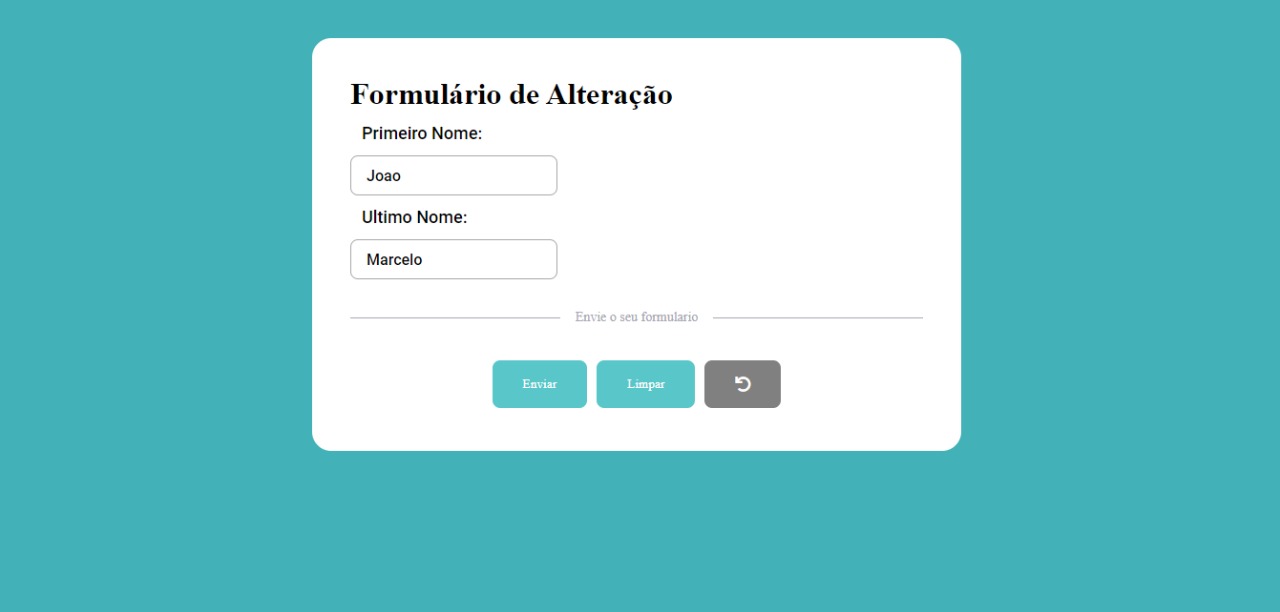 Formulário de Alteração
Primeiro Nome:
Joao
Ultimo Nome:
Marcelo
Envie o seu formulario
Enviar
Limpar